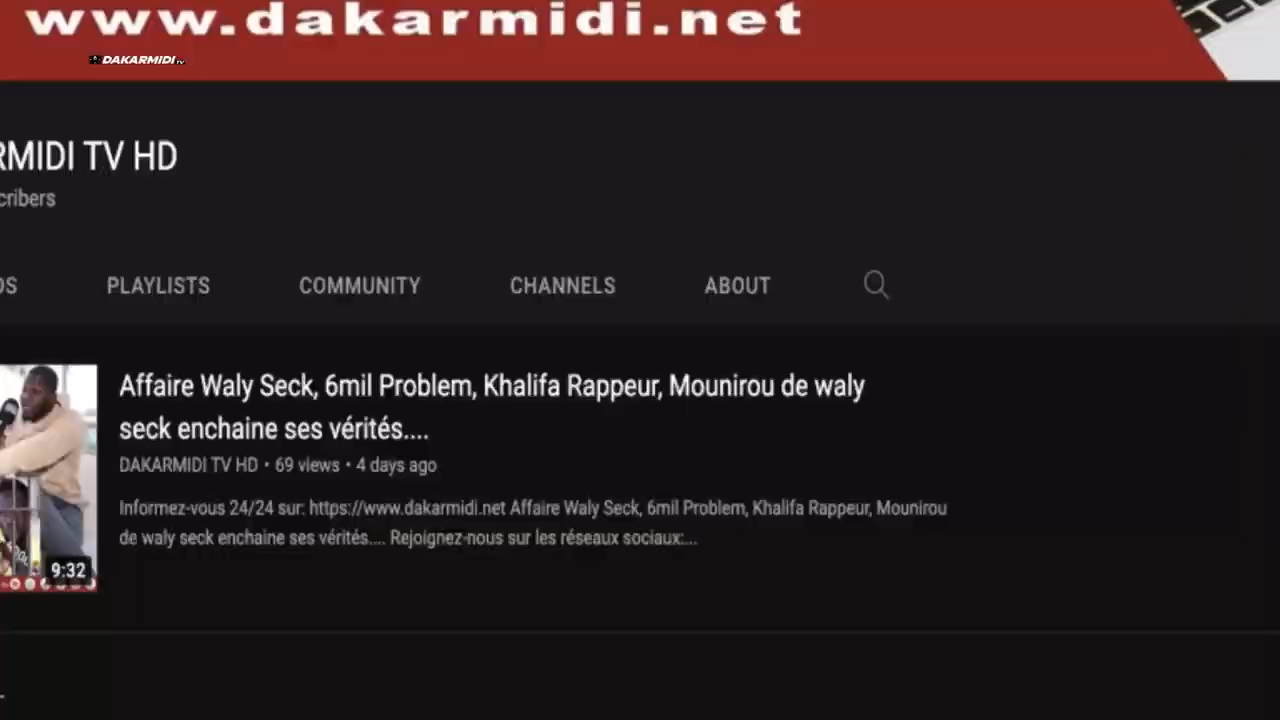 www.dakarmidi.net
DAKARMIDI TV
RMIDI TV HD
cribers
OS PLAYLISTS COMMUNITY CHANNELS ABOUT
Affaire Waly Seck, 6mil Problem, Khalifa Rappeur, Mounirou de waly
seck enchaine ses vérités....
DAKARMIDI TV HD • 69 views • 4 days ago
Informez-vous 24/24 sur: https://www.dakarmidi.net Affaire Waly Seck, 6mil Problem, Khalifa Rappeur, Mounirou
de waly seck enchaine ses vérités.... Rejoignez-nous sur les réseaux sociaux:...
9:32